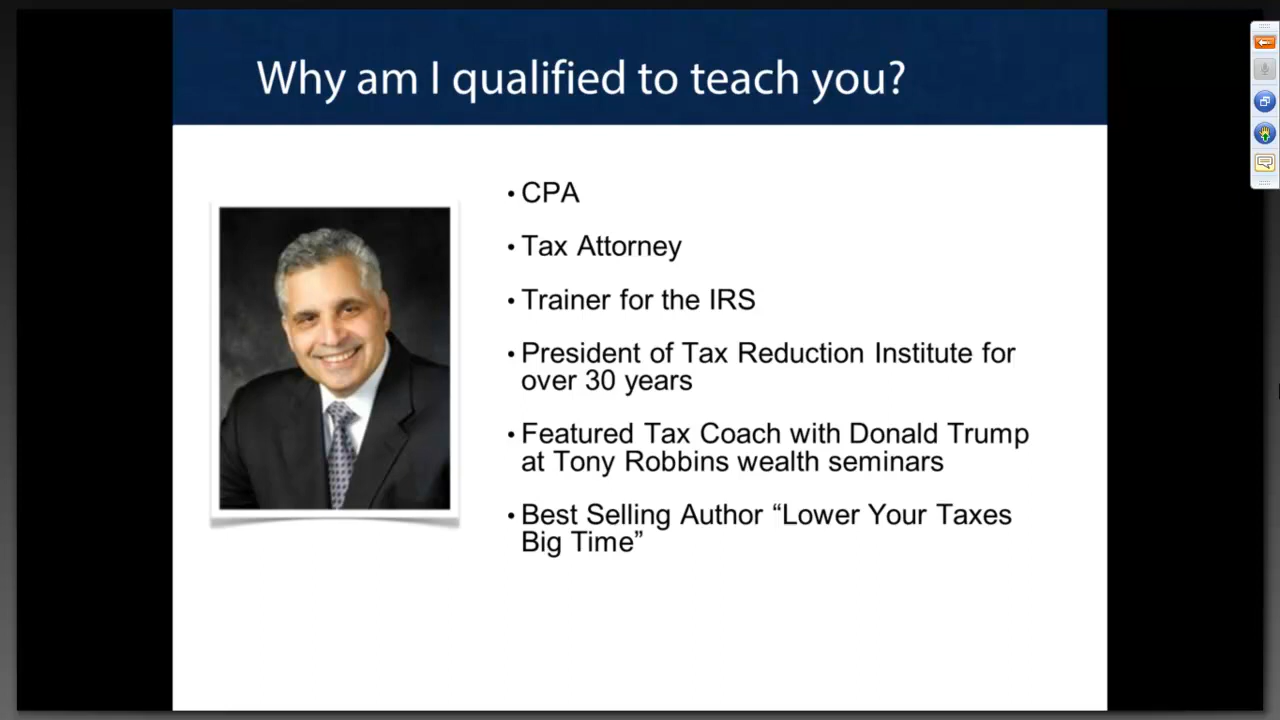 Why am I qualified to teach you?
• CPA
• Tax Attorney
• Trainer for the IRS
• President of Tax Reduction Institute for
over 30 years
• Featured Tax Coach with Donald Trump
at Tony Robbins wealth seminars
• Best Selling Author “Lower Your Taxes
Big Time”